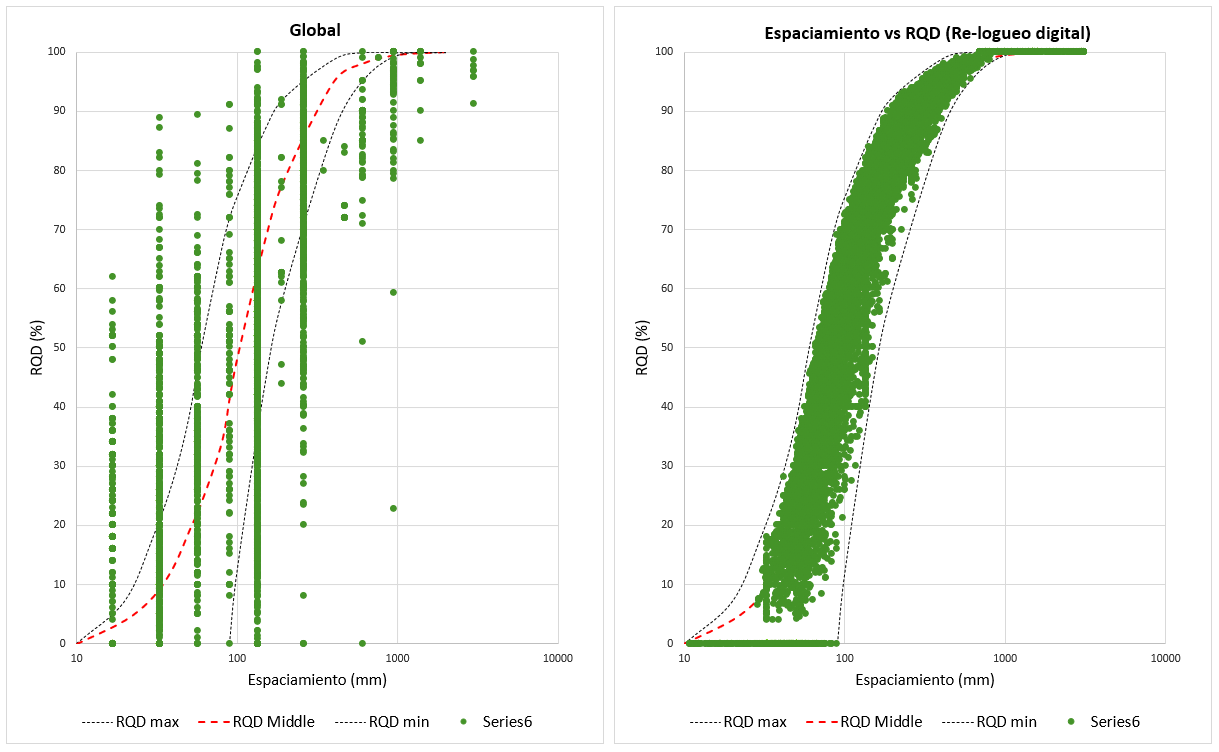 Global
100
90
80
70
60
50
40
30
20
10
0
RQD (%)
10 100 1000 10000
Espaciamiento (mm)
RQD max RQD Middle RQD min Series6
Espaciamiento vs RQD (Re-logueo digital)
100
90
80
70
60
50
40
30
20
10
0
RQD (%)
10 100 1000 10000
Espaciamiento (mm)
RQD max RQD Middle RQD min Series6